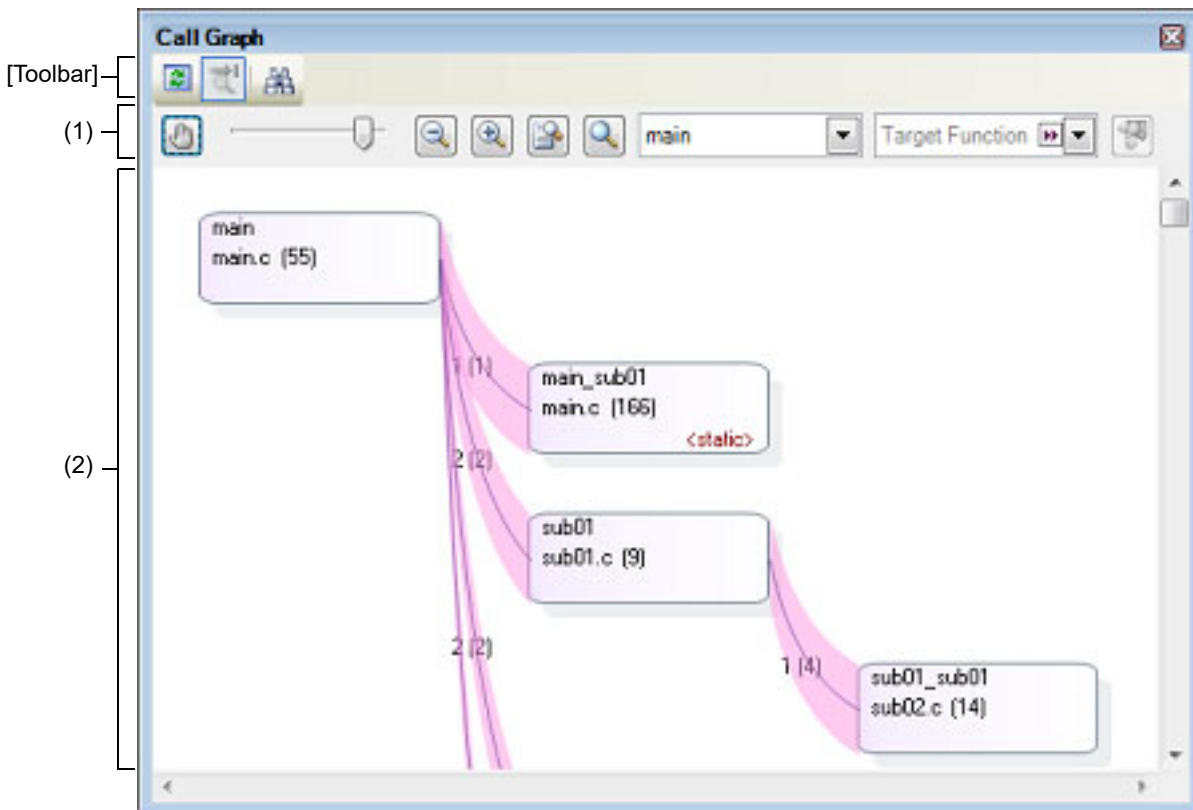 Call Graph
[Toolbar]
(1)
main
Target Function
(2)
main
main.c (55)
1 (1)
main_sub01
main.c (166)
<static>
2 (2)
sub01
sub01.c (9)
2 (2)
1 (4)
sub01_sub01
sub02.c (14)